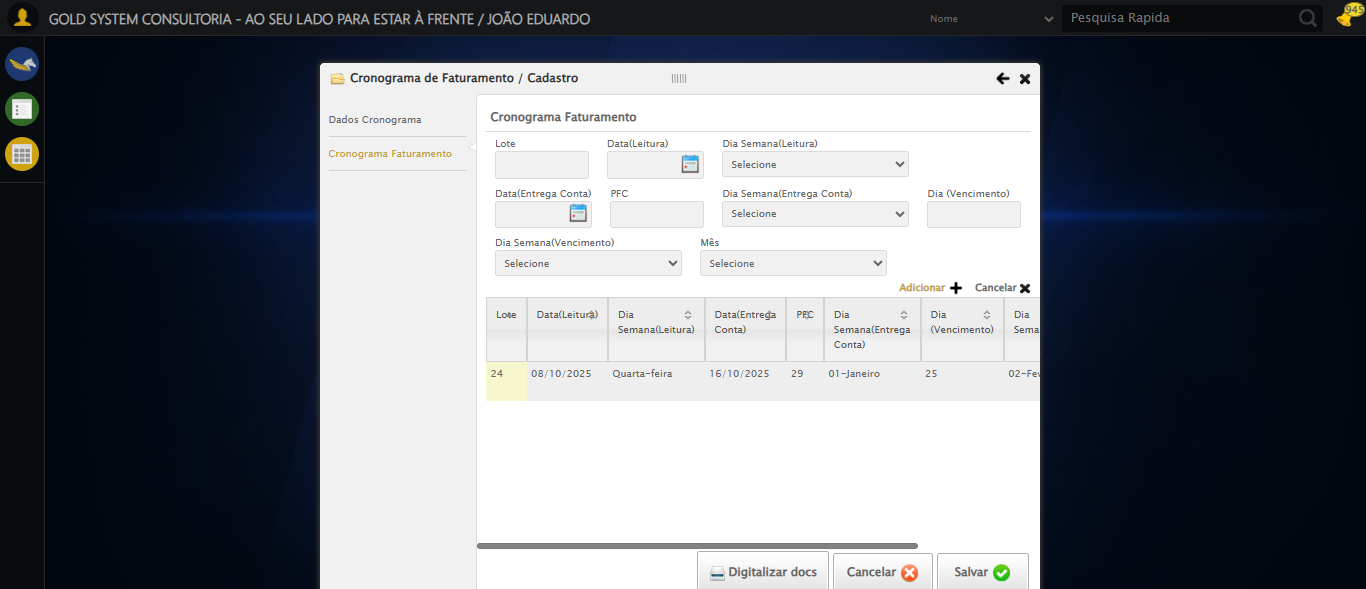 GOLD SYSTEM CONSULTORIA - AO SEU LADO PARA ESTAR À FRENTE / JOÃO EDUARDO
Nome
Pesquisa Rapida
945
Cronograma de Faturamento / Cadastro
Dados Cronograma
Cronograma Faturamento
Cronograma Faturamento
Lote Data(Leitura) Dia Semana(Leitura)
Selecione
Data(Entrega Conta) PFC Dia Semana(Entrega Conta) Dia (Vencimento)
Selecione
Dia Semana(Vencimento) Mês
Selecione Selecione
Adicionar Cancelar
Lote Data(Leitura) Dia Data(Entrega PFC Dia Dia Dia
Semana(Leitura) Conta) Semana(Entrega (Vencimento) Sema
Conta)
24 08/10/2025 Quarta-feira 16/10/2025 29 01-Janeiro 25 02-Fev
Digitalizar docs Cancelar Salvar